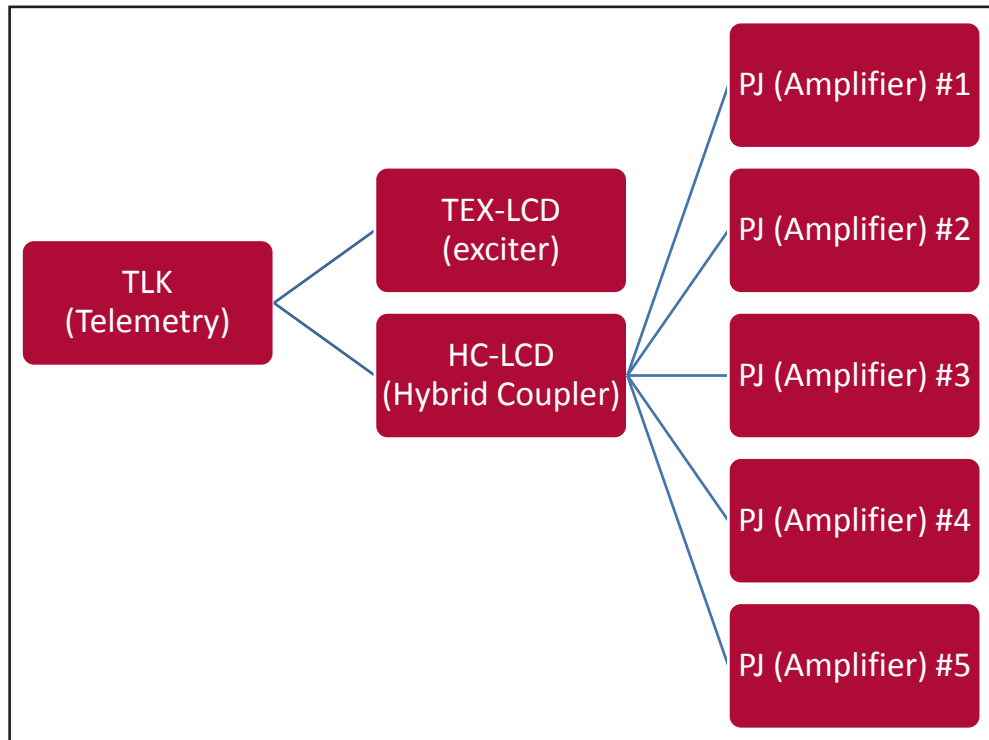 TLK
(Telemetry)
TEX-LCD
(exciter)
HC-LCD
(Hybrid Coupler)
PJ (Amplifier) #1
PJ (Amplifier) #2
PJ (Amplifier) #3
PJ (Amplifier) #4
PJ (Amplifier) #5